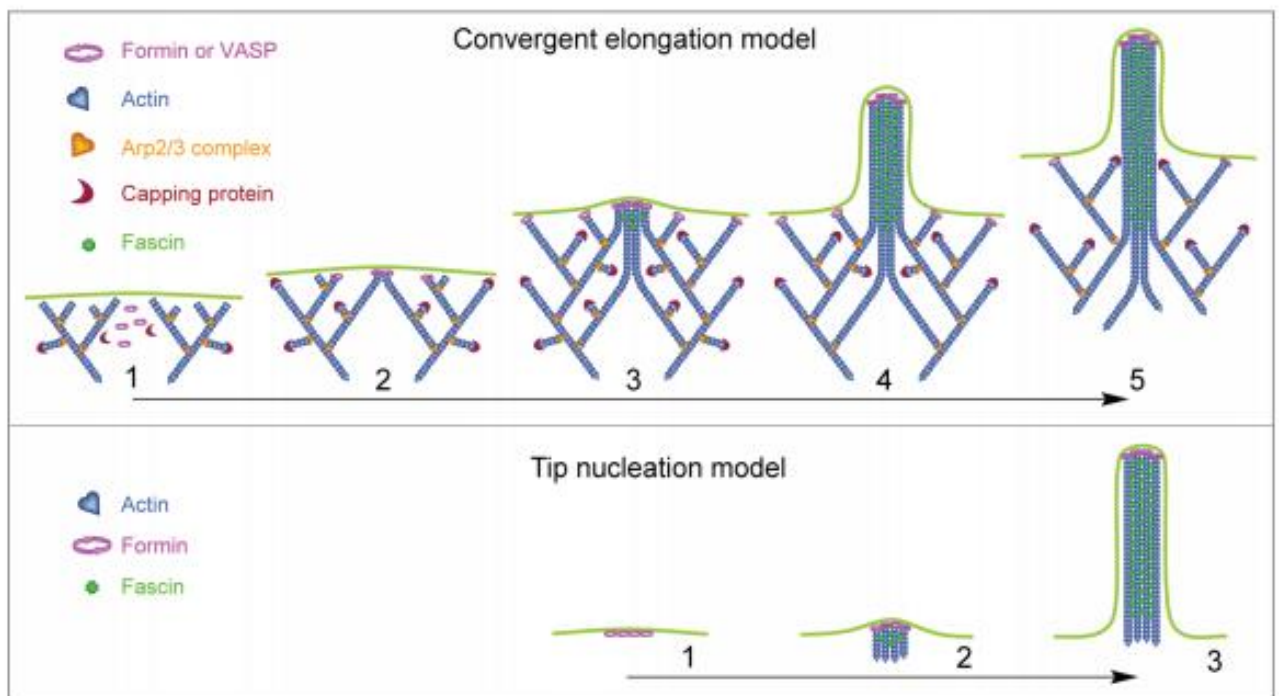 Convergent elongation model
Formin or VASP
Actin
Arp2/3 complex
Capping protein
Fascin
1
2
3
4
5
Tip nucleation model
Actin
Formin
Fascin
1
2
3